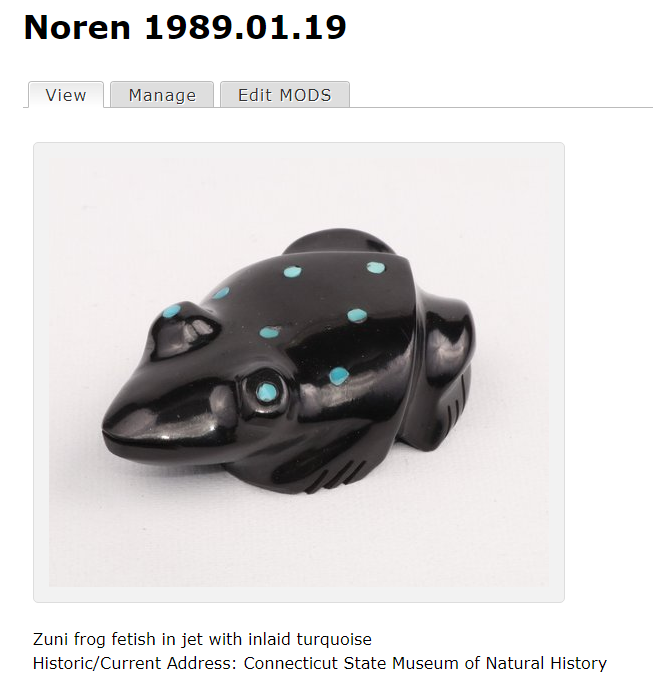 Noren 1989.01.19
View Manage Edit MODS
Zuni frog fetish in jet with inlaid turquoise
Historic/Current Address: Connecticut State Museum of Natural History